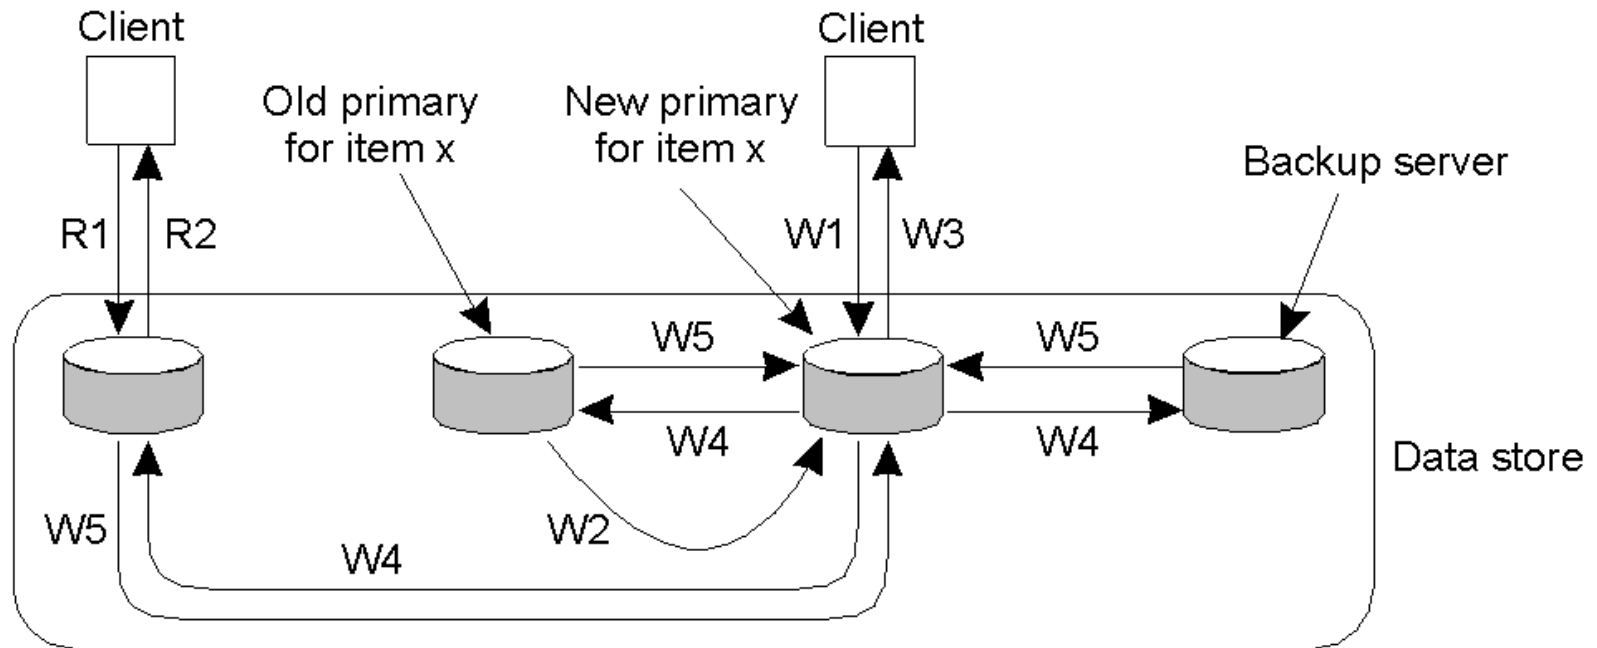 Client
Client
Old primary
for item x
New primary
for item x
Backup server
R1
R2
W1
W3
W5
W5
W4
W4
Data store
W5
W2
W4